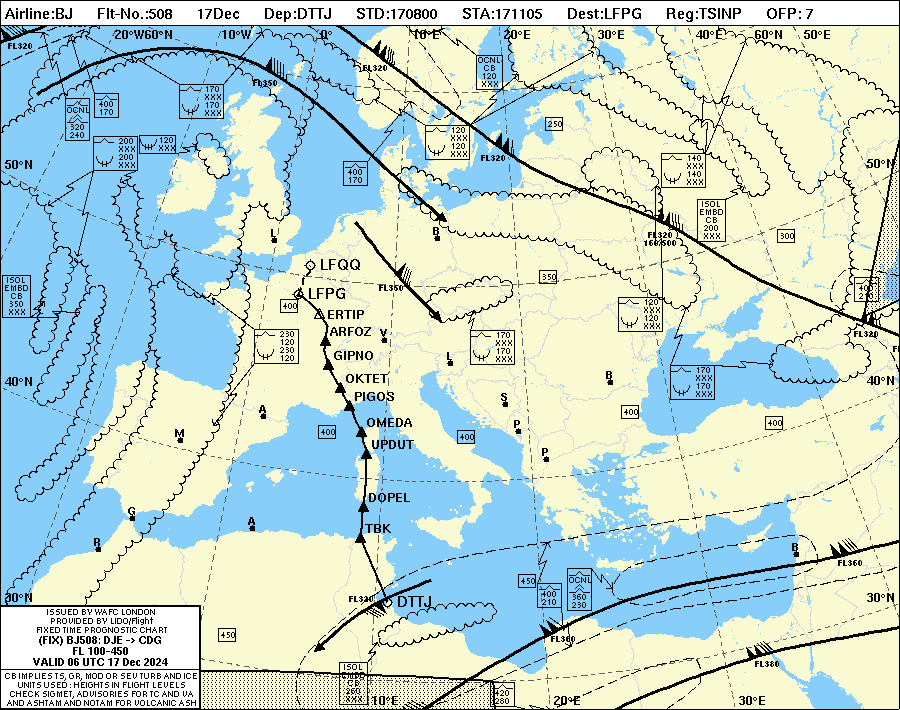 Airline:BJ Flt-No.:508 17Dec Dep:DTTJ STD:170800 STA:171105 Dest:LFPG Reg:TSINP OFP: 7
20°W60°N 10°W 0° 10°E 20°E 30°E 40°E 60°N 50°E
FL320
FL350
FL320
OCNL
CB
120
XXX
OCNL
320
240
400
170
170
XXX
170
XXX
200
XXX
200
XXX
120
XXX
120
XXX
120
XXX
250
FL320
50°N
50°N
400
170
140
XXX
140
XXX
ISOL
EMBD
CB
200
XXX
L
B
FL320
160/500
300
LFQQ
350
FL350
ISOL
EMBD
CB
350
XXX
LFPG
400
400
210
ERTIP
120
XXX
120
XXX
FL320
ARFOZ
V
230
120
230
120
170
XXX
170
XXX
GIPNO
L
40°N
40°N
OKTET
B
170
XXX
170
XXX
PIGOS
S
A
400
OMEDA
P
400
M
400
400
UPDUT
P
DOPEL
G
A
TBK
R
B
FL360
450
400
210
OCNL
360
230
30°N
30°N
FL320
DTTJ
450
FL360
FL380
ISSUED BY WAFC LONDON
PROVIDED BY LIDO/Flight
FIXED TIME PROGNOSTIC CHART
(FIX) BJ508: DJE -> CDG
FL 100-450
VALID 06 UTC 17 Dec 2024
CB IMPLIES TS, GR, MOD OR SEV TURB AND ICE
UNITS USED : HEIGHTS IN FLIGHT LEVELS
CHECK SIGMET, ADVISORIES FOR TC AND VA
AND ASHTAM AND NOTAM FOR VOLCANIC ASH
ISOL
EMBD
CB
260
XXX
10°E
420
280
20°E
30°E